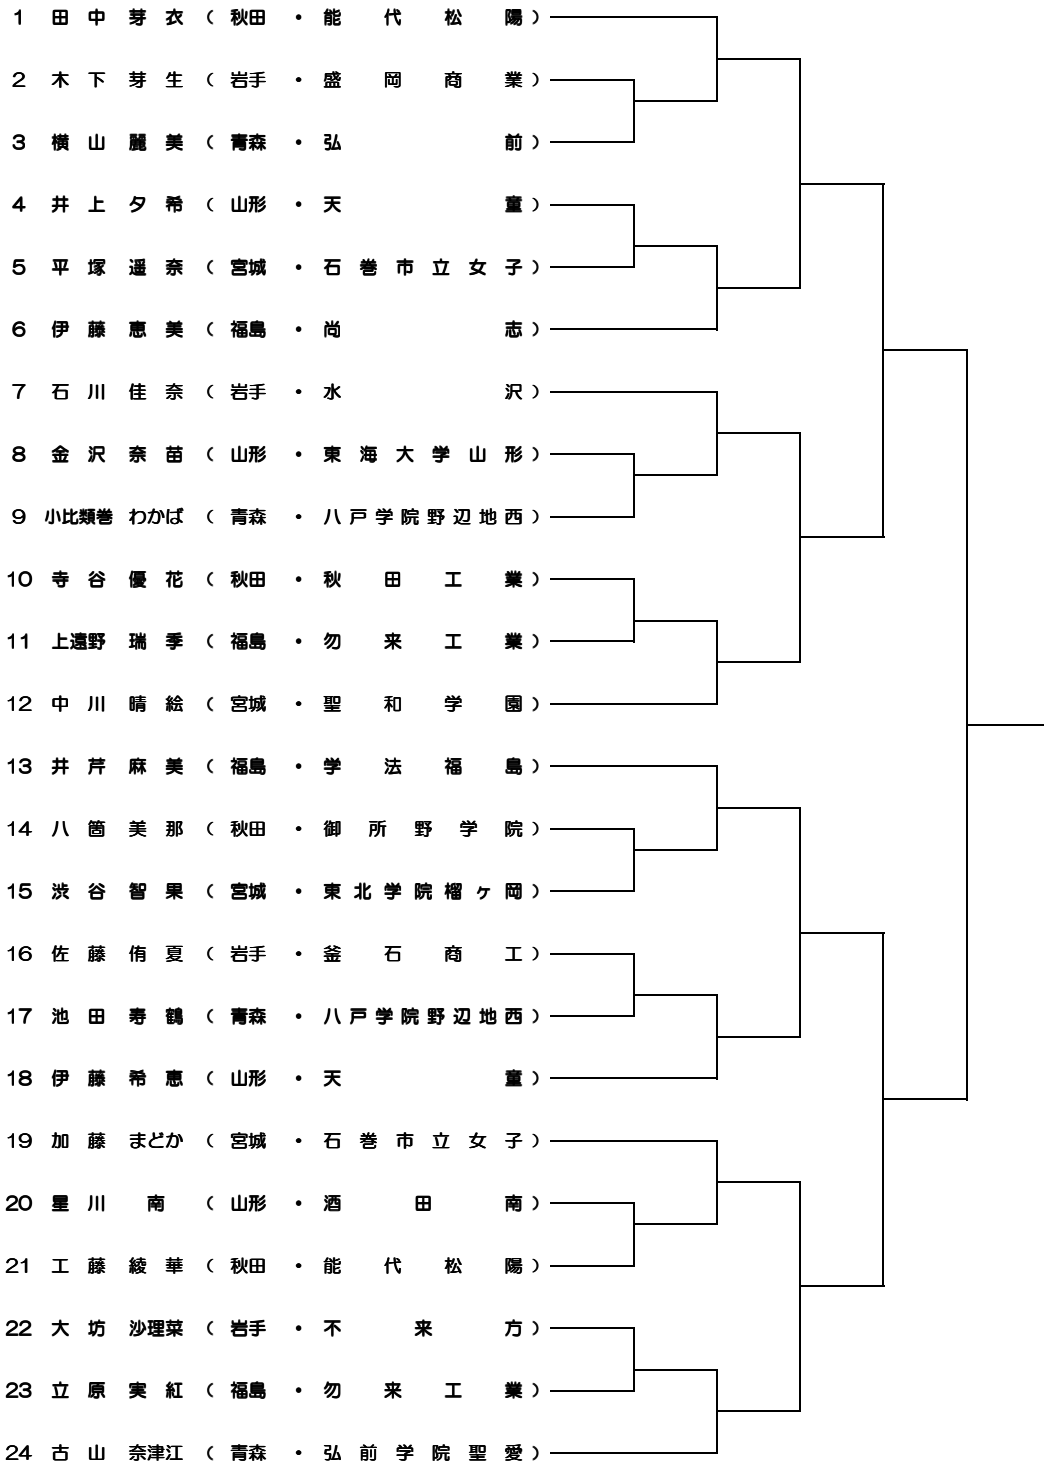 1 田中 芽衣 (秋田・能代松陽)
2 木下 芽生 (岩手・盛岡商業)
3 横山 麗美 (青森・弘前)
4 井上 夕希 (山形・天童)
5 平塚 遥奈 (宮城・石巻市立女子)
6 伊藤 恵美 (福島・尚志)
7 石川 佳奈 (岩手・水沢)
8 金沢 奈苗 (山形・東海大学山形)
9 小比類巻 わかば (青森・八戸学院野辺地西)
10 寺谷 優花 (秋田・秋田工業)
11 上遠野 瑞季 (福島・勿来工業)
12 中川 晴絵 (宮城・聖和学園)
13 井芹 麻美 (福島・学法福島)
14 八箇 美那 (秋田・御所野学院)
15 渋谷 智果 (宮城・東北学院榴ヶ岡)
16 佐藤 侑夏 (岩手・釜石商工)
17 池田 寿鶴 (青森・八戸学院野辺地西)
18 伊藤 希恵 (山形・天童)
19 加藤 まどか (宮城・石巻市立女子)
20 星川 南 (山形・酒田南)
21 工藤 綾華 (秋田・能代松陽)
22 大坊 沙理菜 (岩手・不来方)
23 立原 実紅 (福島・勿来工業)
24 古山 奈津江 (青森・弘前学院聖愛)